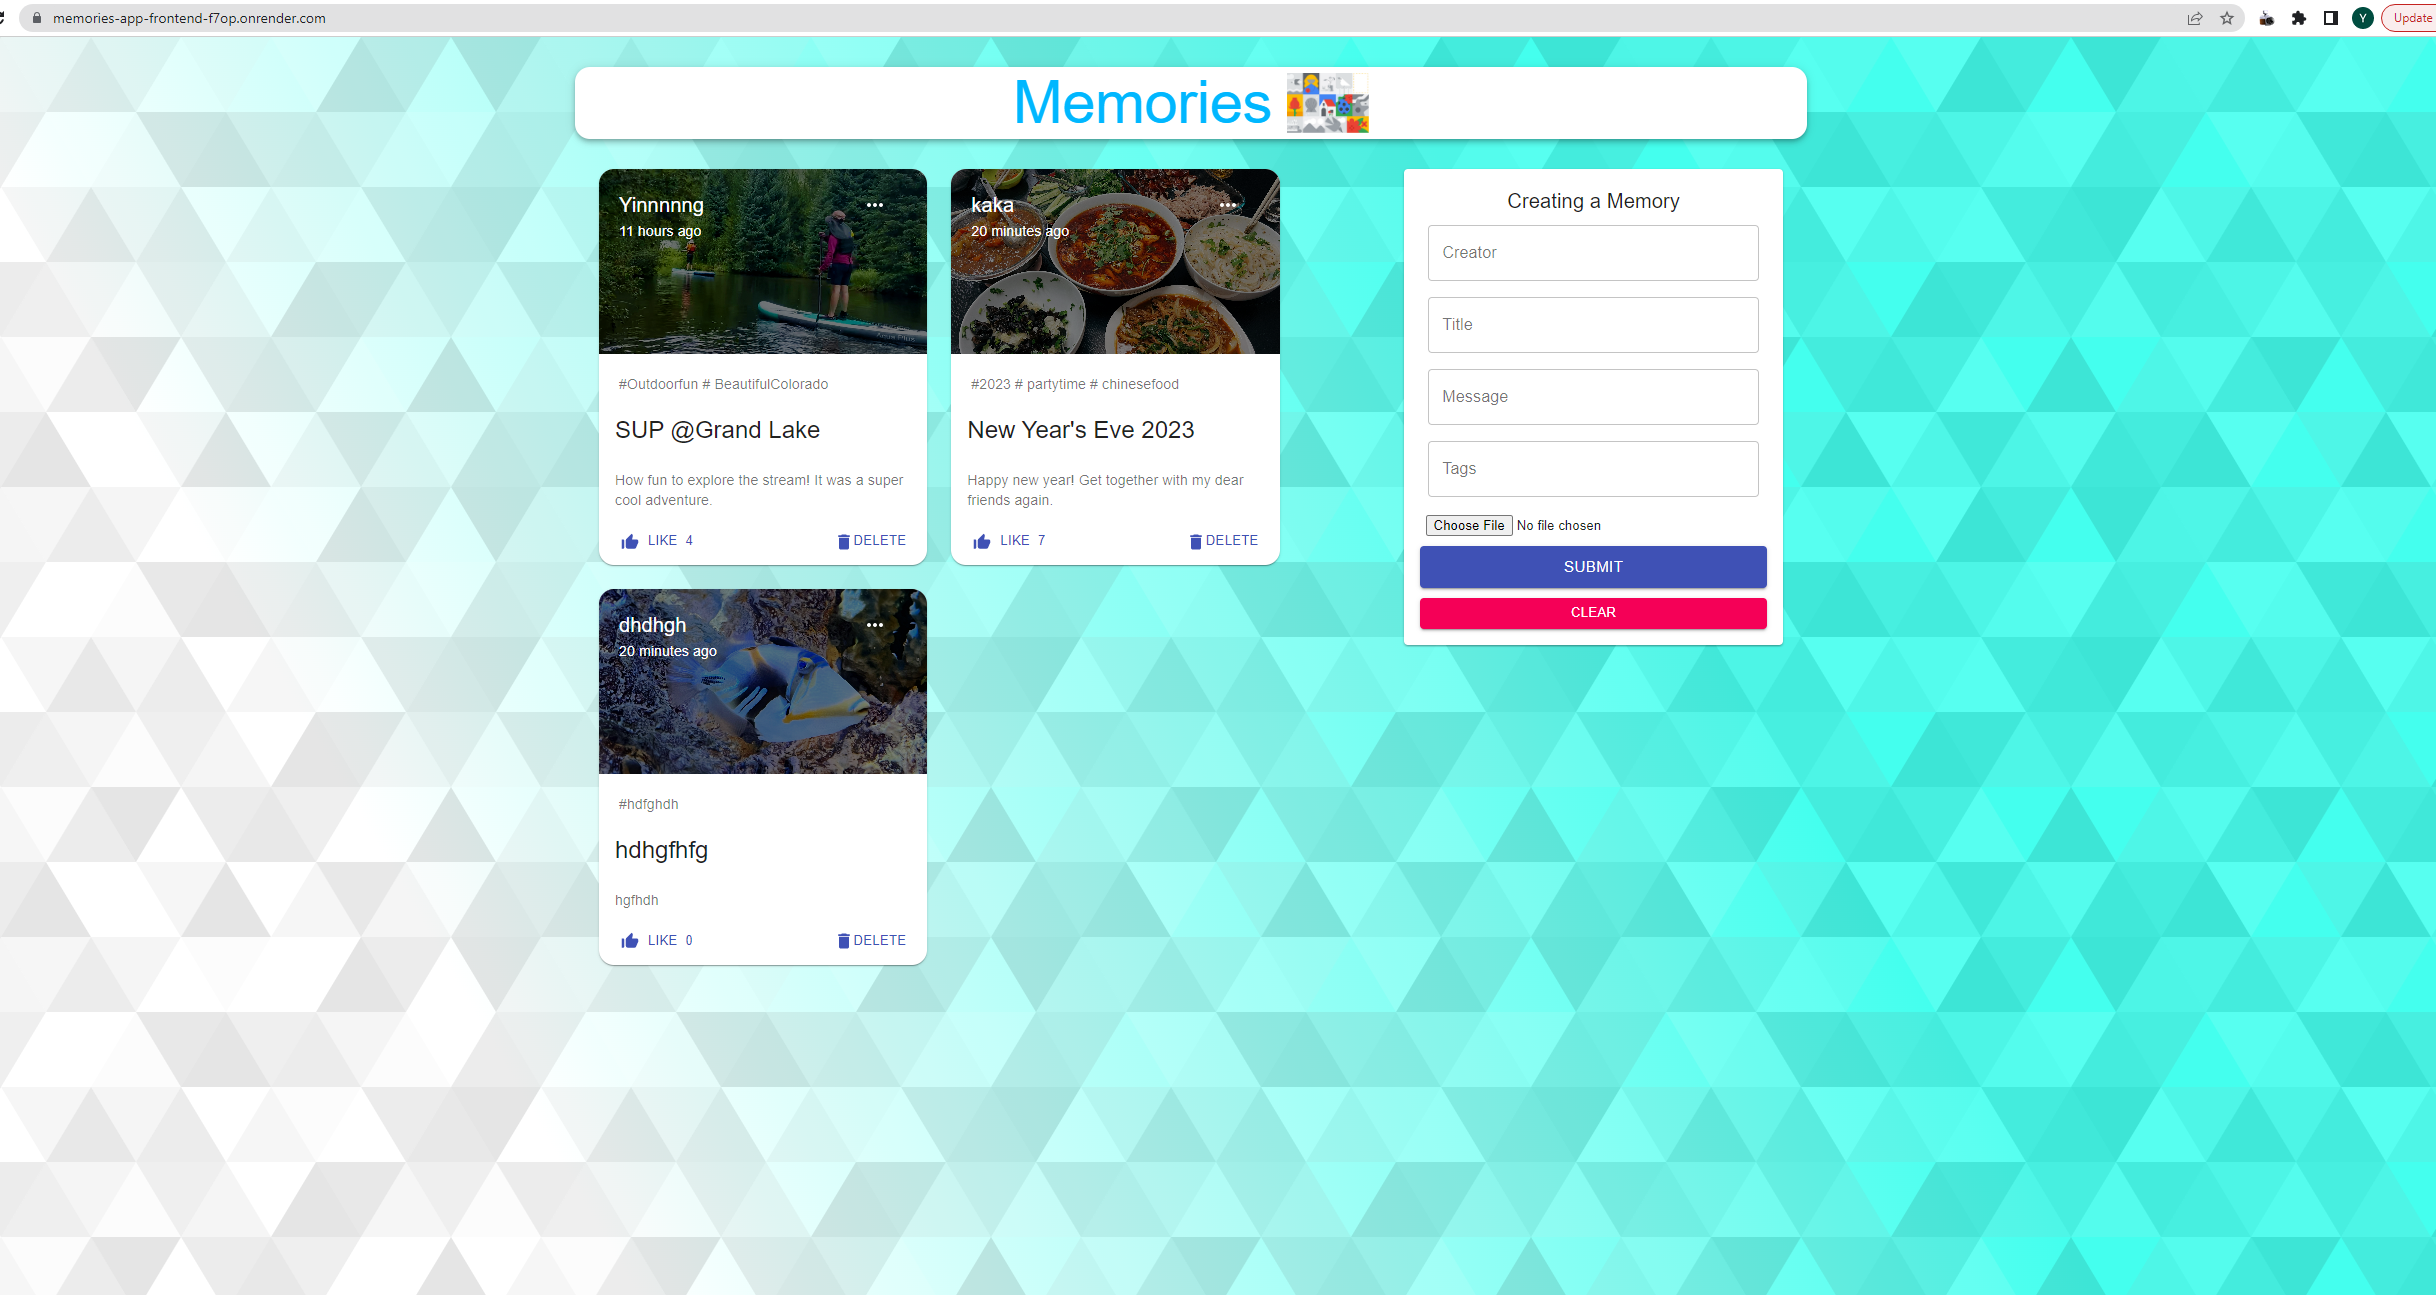 memories-app-frontend-f7op.onrender.com
Y
Update
Memories
Yinnnnng
11 hours ago
#Outdoorfun # BeautifulColorado
SUP @Grand Lake
How fun to explore the stream! It was a super
cool adventure.
LIKE 4
DELETE
kaka
20 minutes ago
#2023 # partytime # chinesefood
New Year's Eve 2023
Happy new year! Get together with my dear
friends again.
LIKE 7
DELETE
dhdhgh
20 minutes ago
#hdfghdh
hdhgfhfg
hgfhdh
LIKE 0
DELETE
Creating a Memory
Creator
Title
Message
Tags
Choose File No file chosen
SUBMIT
CLEAR